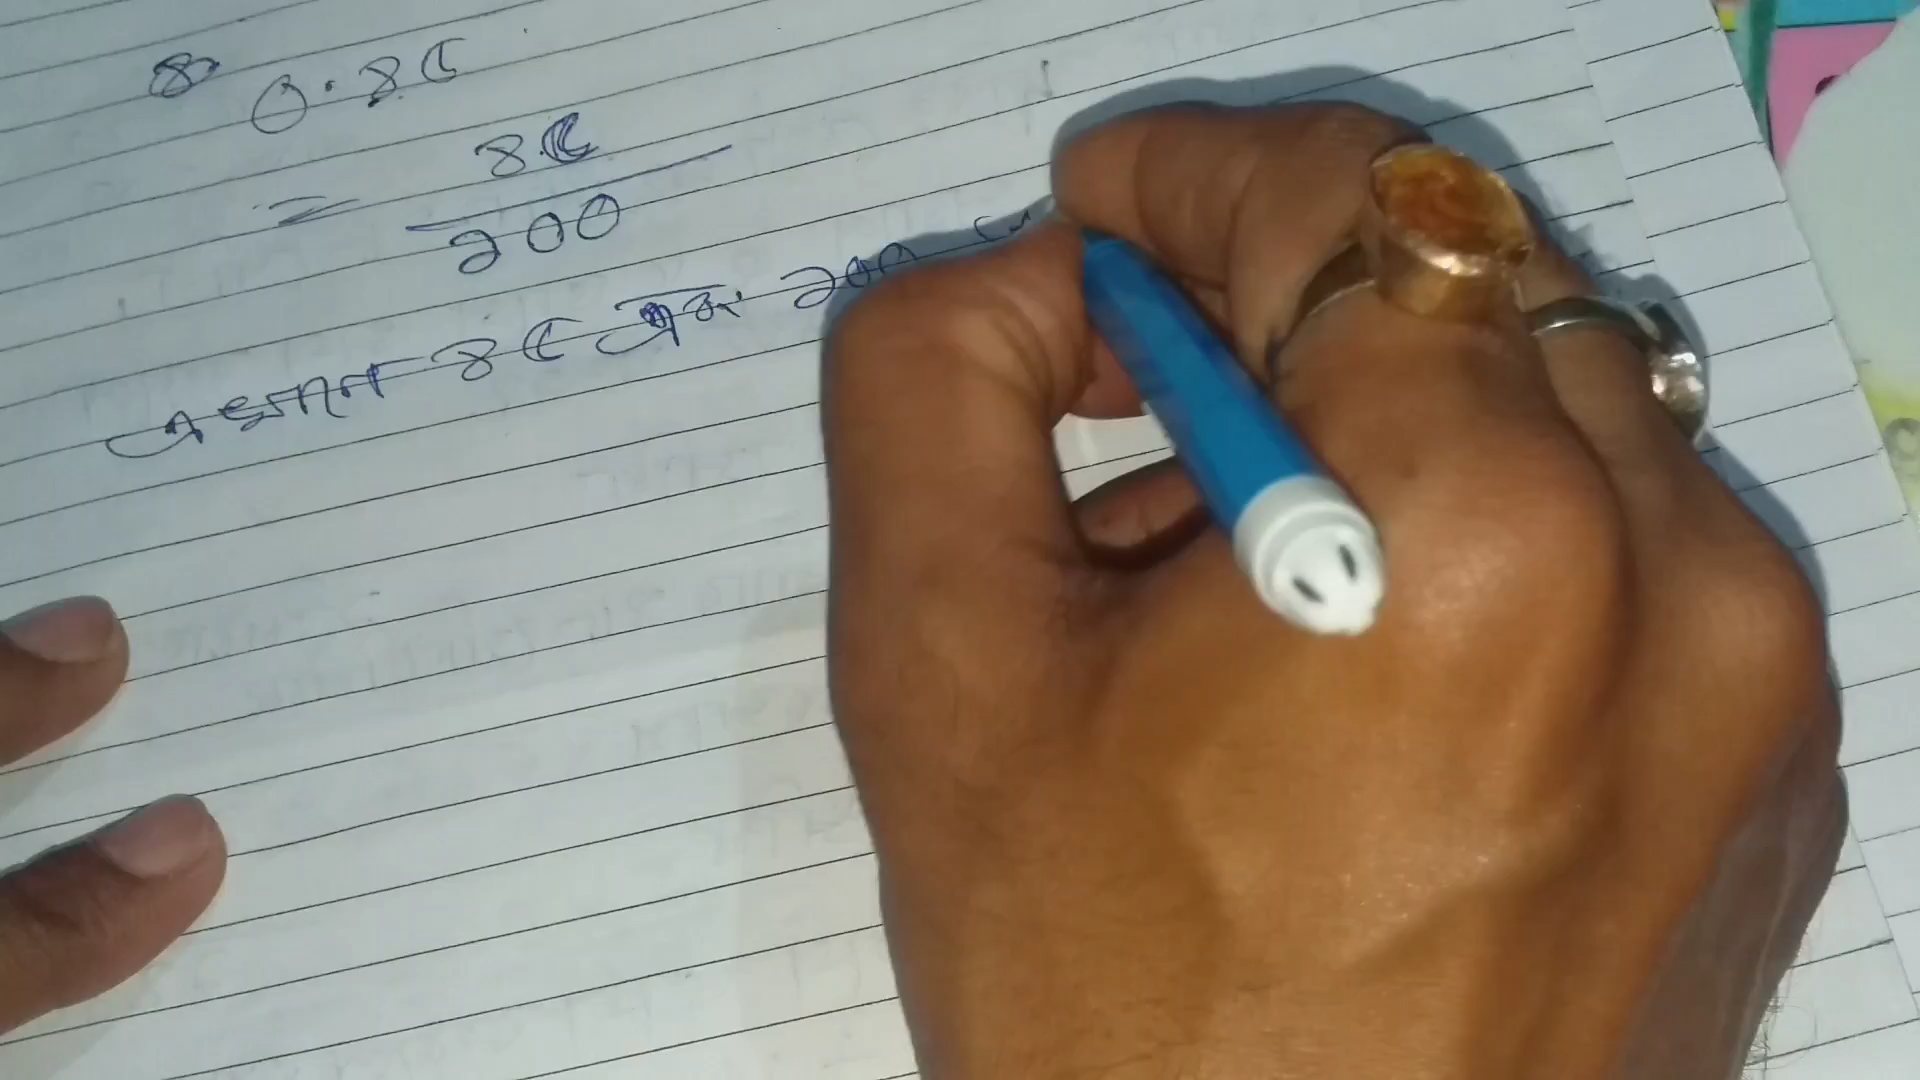 ৪. ০.৪৫
= ৪৫
১০০
এখানে ৪৫ এবং ১০০